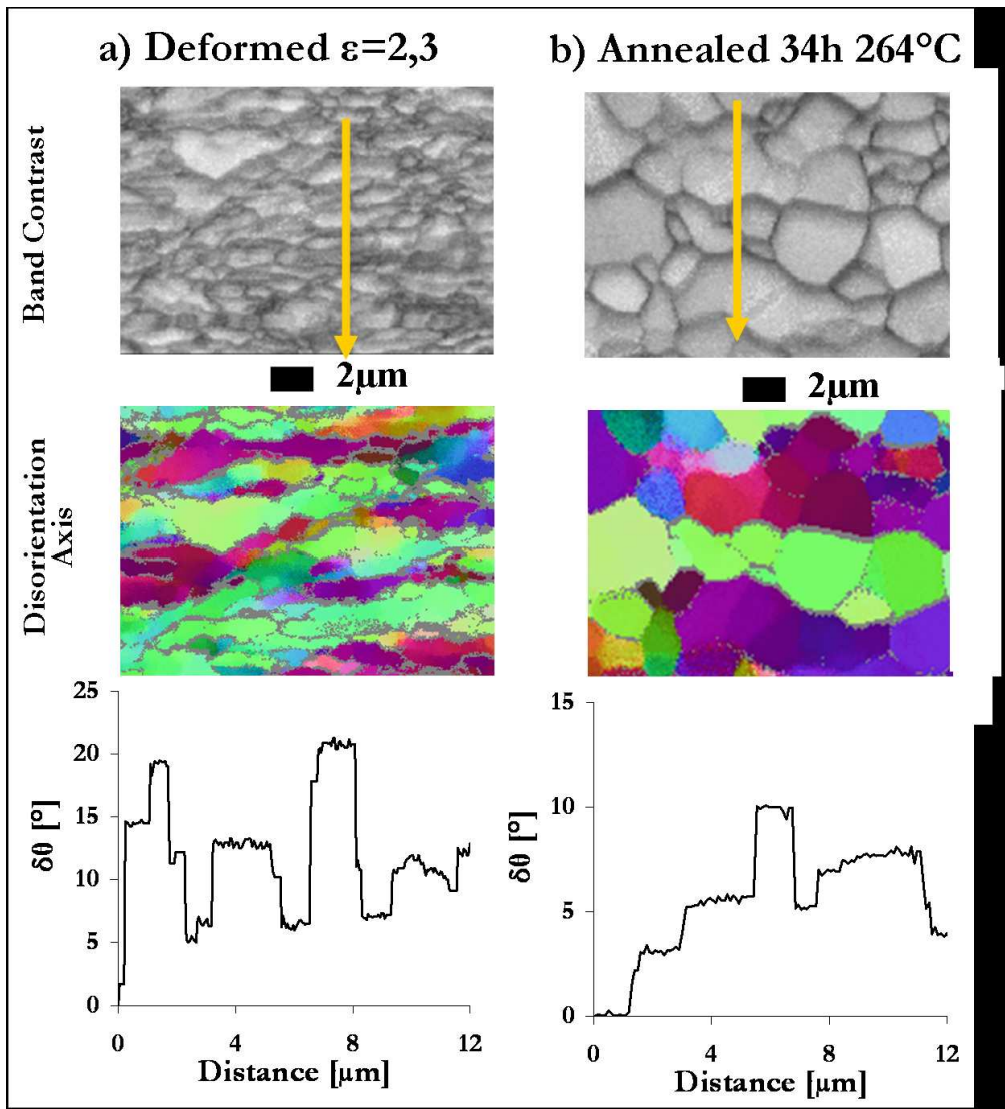 a) Deformed ε=2,3
b) Annealed 34h 264°C
Band Contrast
2µm
2µm
Disorientation
Axis
25
20
15
10
5
0
δθ [°]
0
4
8
12
Distance [µm]
15
10
5
0
δθ [°]
0
4
8
12
Distance [µm]